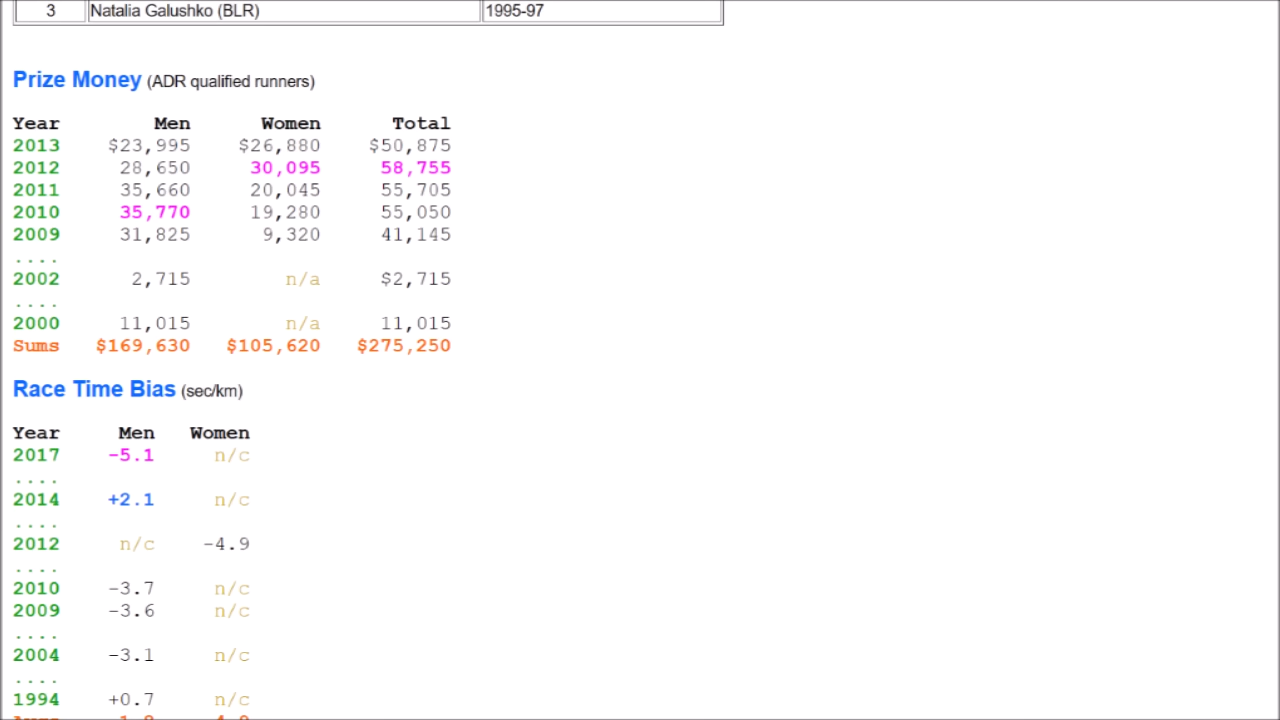 3 Natalia Galushko (BLR) 1995-97
Prize Money (ADR qualified runners)
Year Men Women Total
2013 $23,995 $26,880 $50,875
2012 28,650 30,095 58,755
2011 35,660 20,045 55,705
2010 35,770 19,280 55,050
2009 31,825 9,320 41,145
....
2002 2,715 n/a $2,715
....
2000 11,015 n/a 11,015
Sums $169,630 $105,620 $275,250
Race Time Bias (sec/km)
Year Men Women
2017 -5.1 n/c
....
2014 +2.1 n/c
....
2012 n/c -4.9
....
2010 -3.7 n/c
2009 -3.6 n/c
....
2004 -3.1 n/c
....
1994 +0.7 n/c